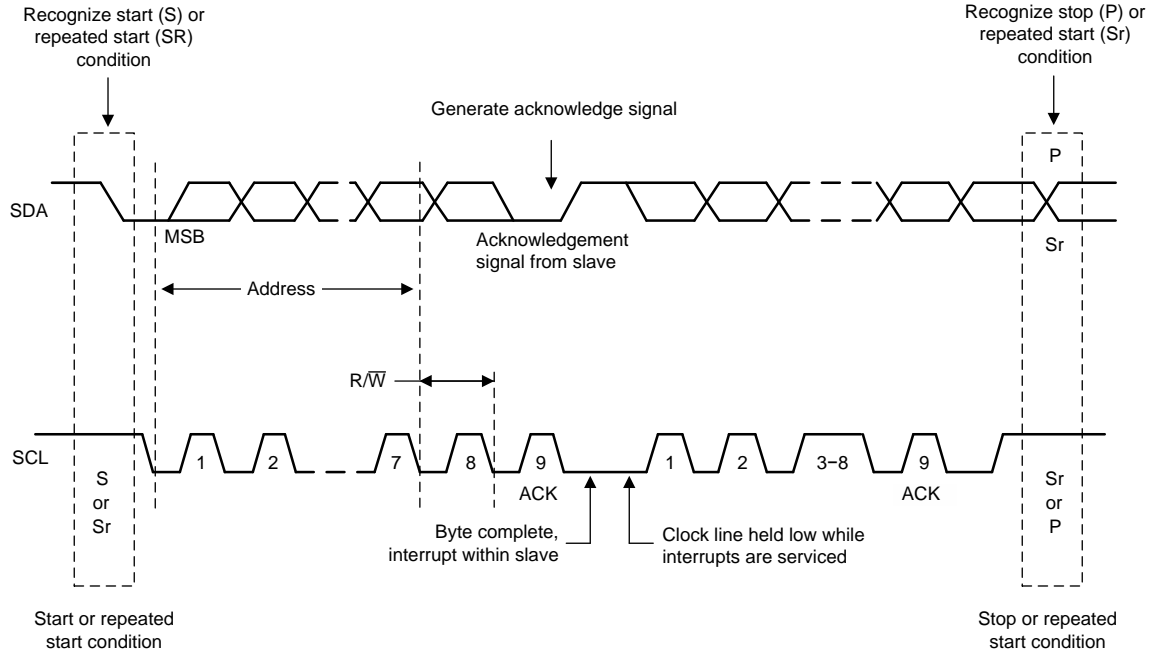 Recognize start (S) or
repeated start (SR)
condition
Recognize stop (P) or
repeated start (Sr)
condition
Generate acknowledge signal
P
SDA
MSB
Acknowledgement
signal from slave
Sr
Address
R/W̅
SCL
1
2
7
8
9
1
2
3−8
9
S
or
Sr
ACK
ACK
Sr
or
P
Byte complete,
interrupt within slave
Clock line held low while
interrupts are serviced
Start or repeated
start condition
Stop or repeated
start condition